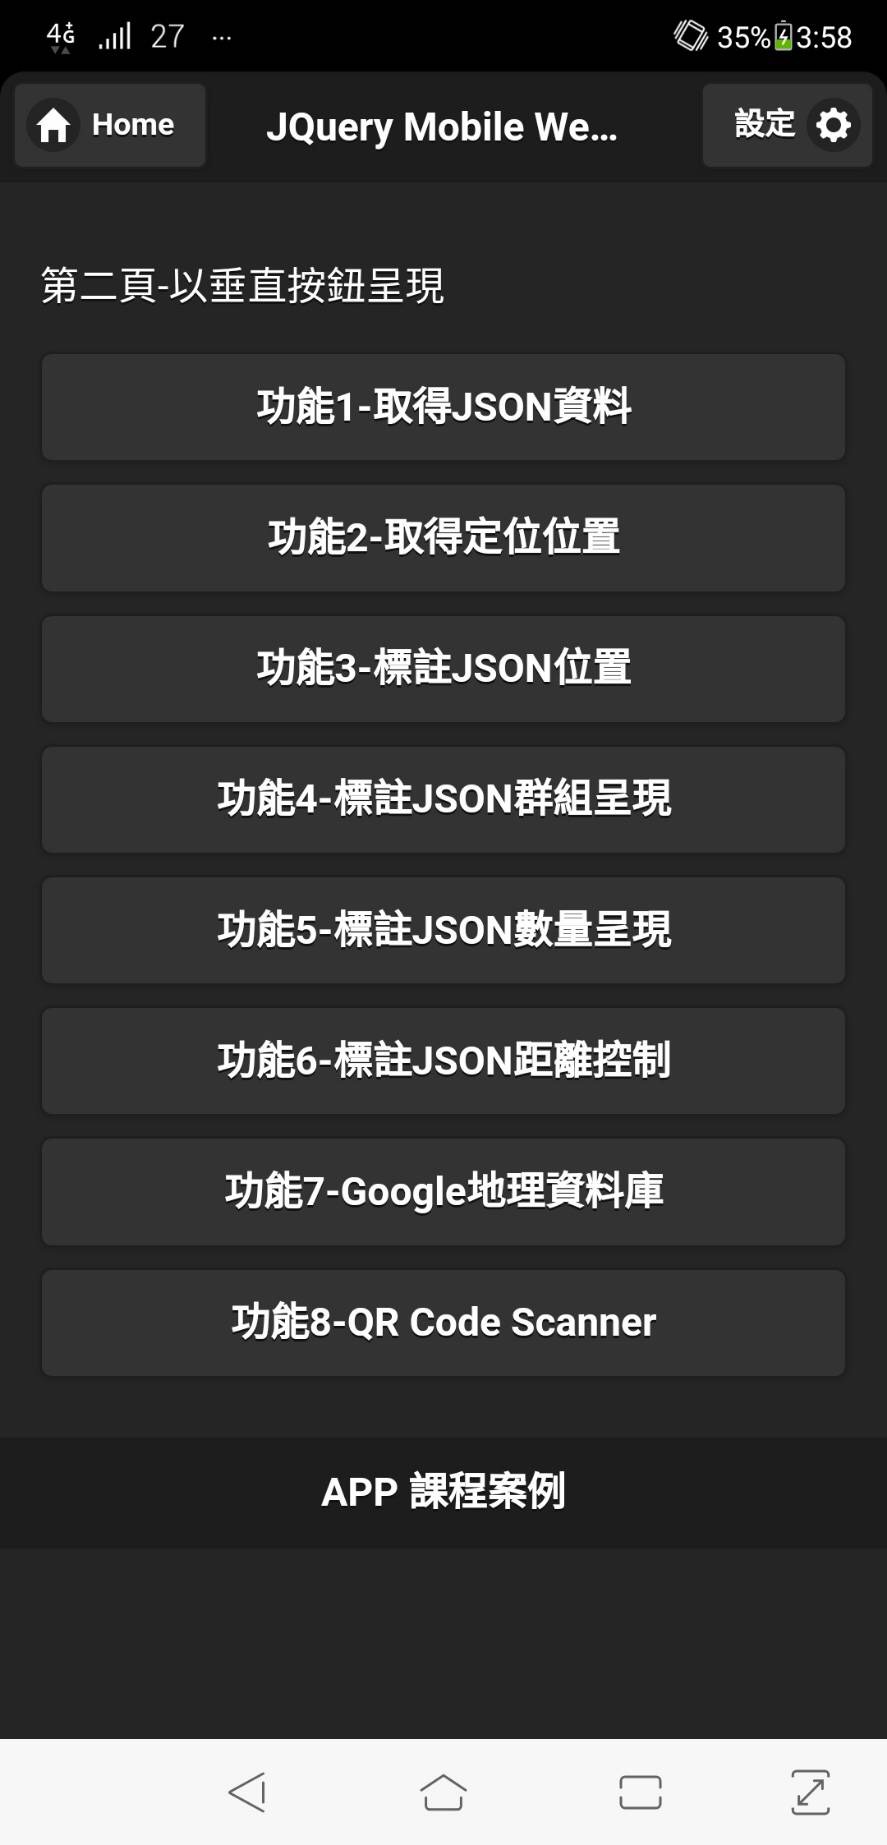 4G 27 ... 35% 3:58
Home JQuery Mobile We... 設定
第二頁-以垂直按鈕呈現
功能1-取得JSON資料
功能2-取得定位位置
功能3-標註JSON位置
功能4-標註JSON群組呈現
功能5-標註JSON數量呈現
功能6-標註JSON距離控制
功能7-Google地理資料庫
功能8-QR Code Scanner
APP 課程案例